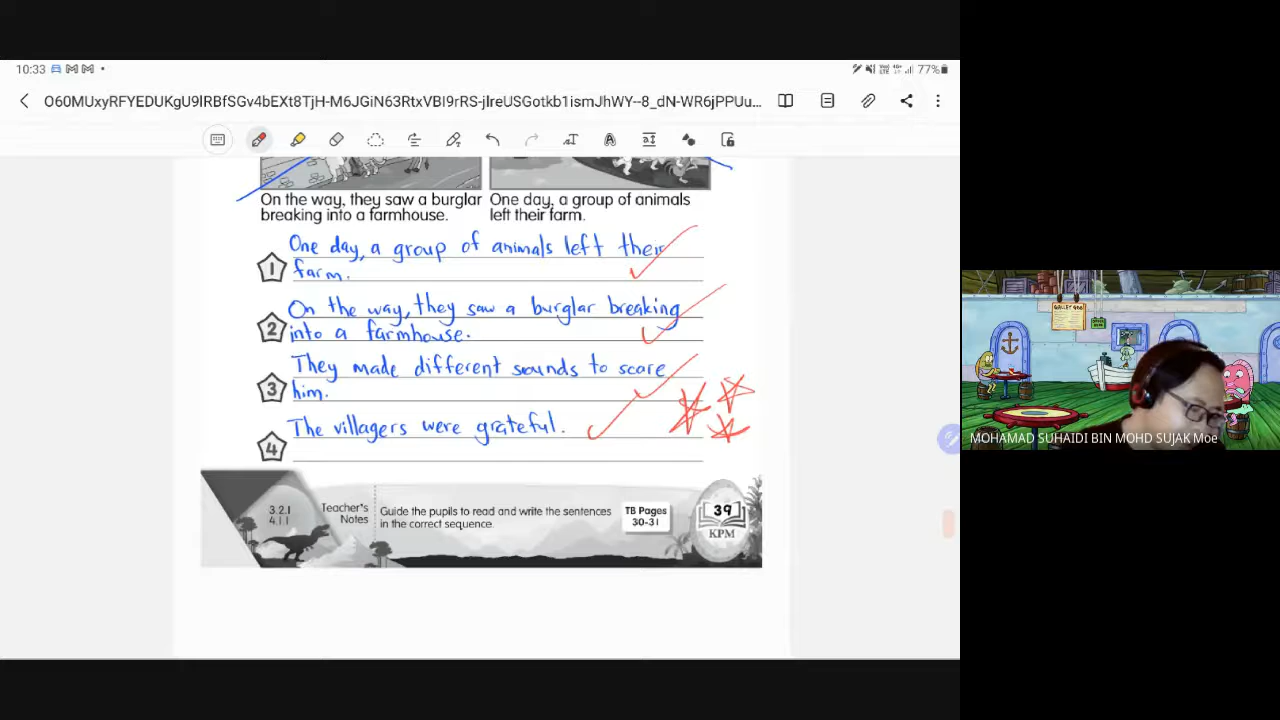 10:33
77%
O60MUxyRFYEDUKgU9lRBfSGv4bEXt8TjH-M6JGiN63RtxVBI9rRS-jlreUSGotkb1ismJhWY--8_dN-WR6jPPUu...
On the way, they saw a burglar
breaking into a farmhouse.
One day, a group of animals
left their farm.
1 One day, a group of animals left their
farm.
2 On the way, they saw a burglar breaking
into a farmhouse.
3 They made different sounds to scare
him.
4 The villagers were grateful.
3.2.1
4.1.1
Teacher's
Notes
Guide the pupils to read and write the sentences
in the correct sequence.
TB Pages
30-31
39
KPM
MOHAMAD SUHAIDI BIN MOHD SUJAK Moe